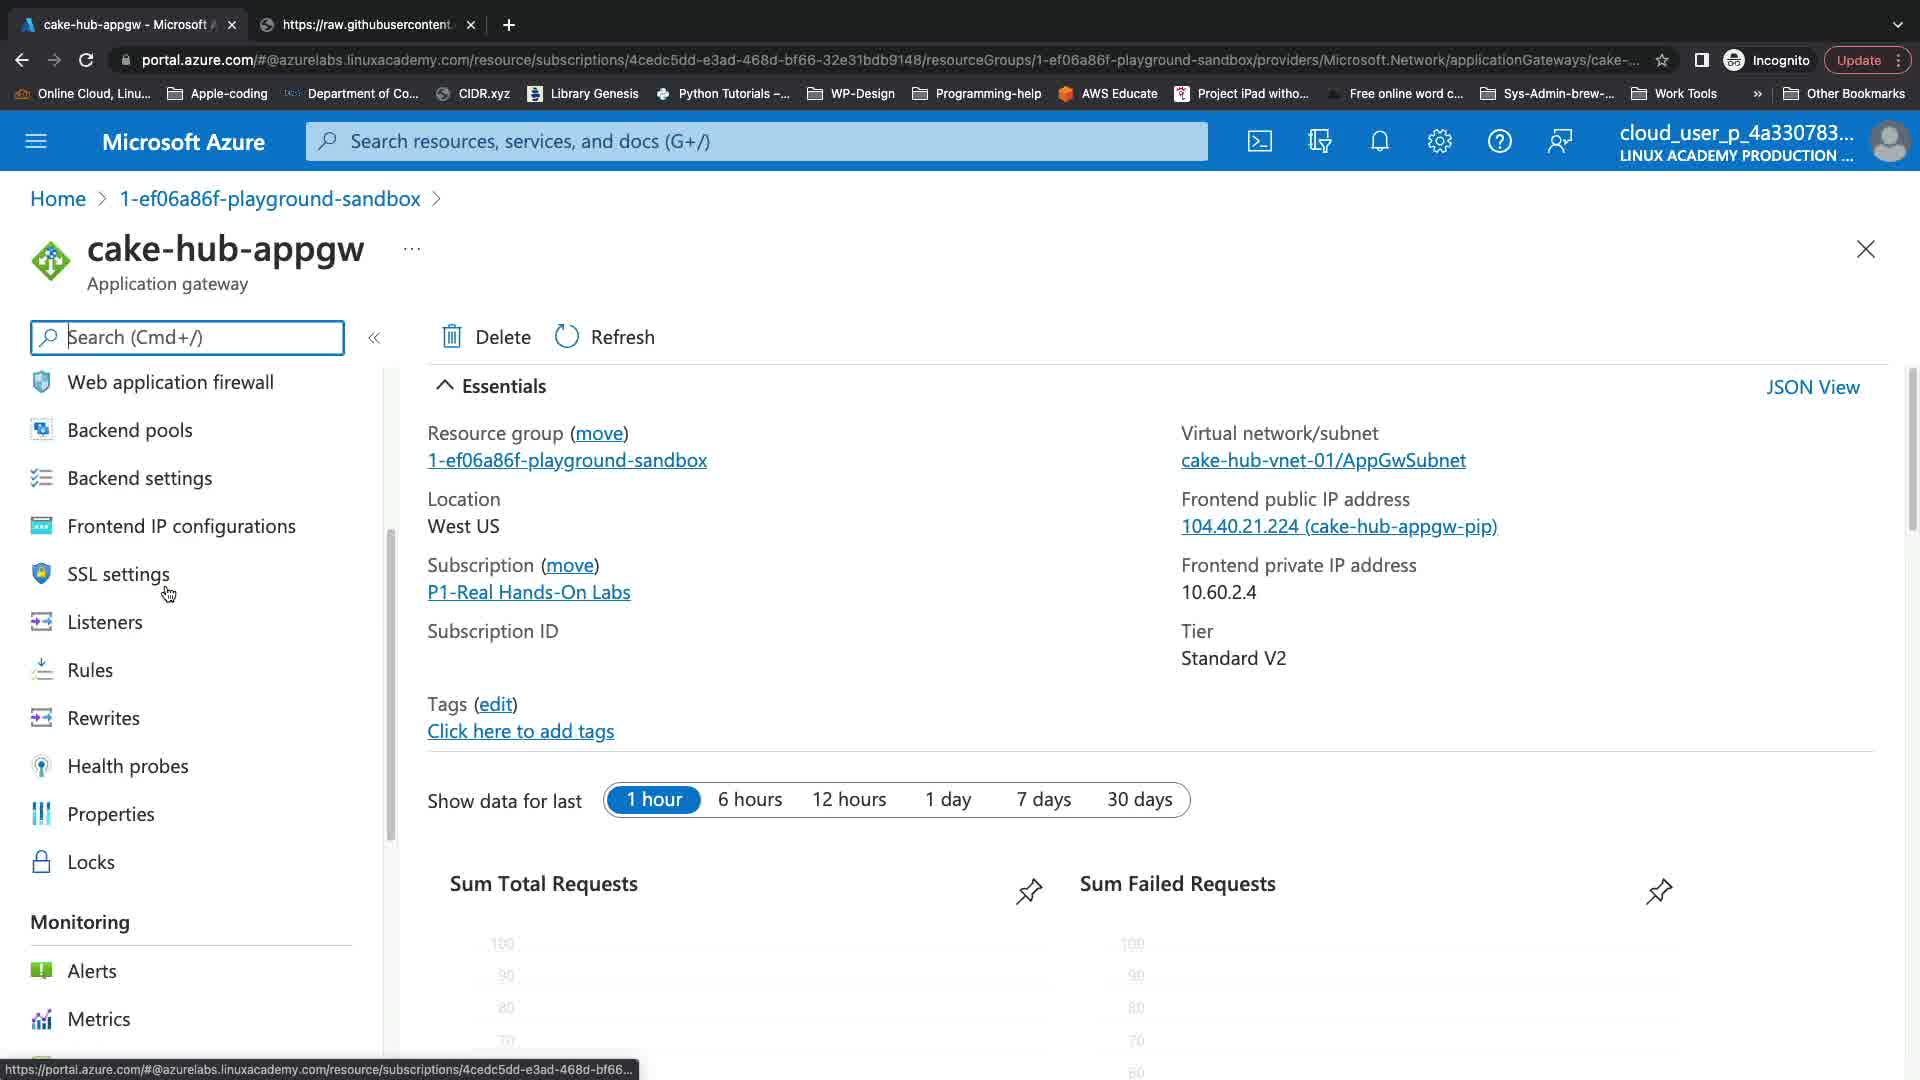 cake-hub-appgw - Microsoft A
https://raw.githubusercontent.
portal.azure.com/#@azurelabs.linuxacademy.com/resource/subscriptions/4cedc5dd-e3ad-468d-bf66-32e31bdb9148/resourceGroups/1-ef06a86f-playground-sandbox/providers/Microsoft.Network/applicationGateways/cake-...
Incognito
Update
Online Cloud, Linu...
Apple-coding
Department of Co...
CIDR.xyz
Library Genesis
Python Tutorials –...
WP-Design
Programming-help
AWS Educate
Project iPad witho...
Free online word c...
Sys-Admin-brew-...
Work Tools
»
Other Bookmarks
Microsoft Azure
Search resources, services, and docs (G+/)
cloud_user_p_4a330783...
LINUX ACADEMY PRODUCTION ...
Home > 1-ef06a86f-playground-sandbox >
cake-hub-appgw ...
Application gateway
Search (Cmd+/)
«
Delete
Refresh
Web application firewall
Backend pools
Backend settings
Frontend IP configurations
SSL settings
Listeners
Rules
Rewrites
Health probes
Properties
Locks
Monitoring
Alerts
Metrics
Essentials
JSON View
Resource group (move)
1-ef06a86f-playground-sandbox
Location
West US
Subscription (move)
P1-Real Hands-On Labs
Subscription ID
Virtual network/subnet
cake-hub-vnet-01/AppGwSubnet
Frontend public IP address
104.40.21.224 (cake-hub-appgw-pip)
Frontend private IP address
10.60.2.4
Tier
Standard V2
Tags (edit)
Click here to add tags
Show data for last
1 hour
6 hours
12 hours
1 day
7 days
30 days
Sum Total Requests
100
90
80
70
Sum Failed Requests
100
90
80
70
60
https://portal.azure.com/#@azurelabs.linuxacademy.com/resource/subscriptions/4cedc5dd-e3ad-468d-bf66...